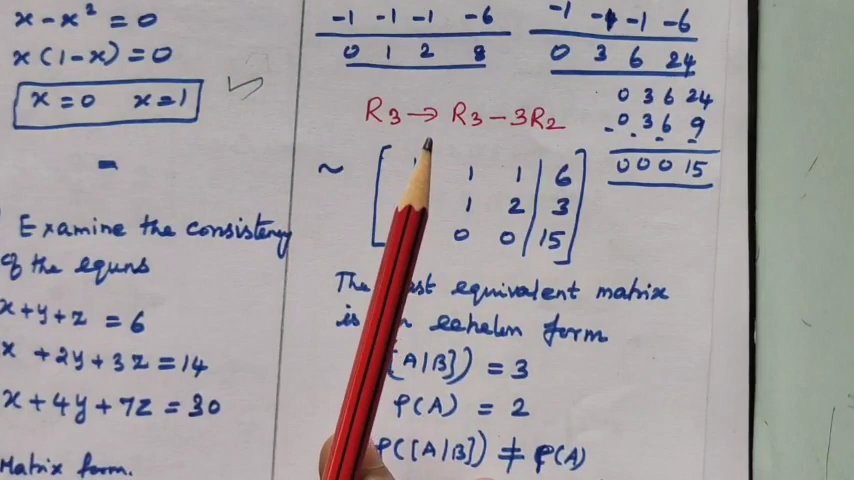 x - x² = 0
x(1-x) = 0
x = 0 x = 1
=
Examine the consistency
of the equns
x + y + z = 6
x + 2y + 3z = 14
x + 4y + 7z = 30
Matrix form.
-1 -1 -1 -6
0 1 2 8
-1 -1 -1 -6
0 3 6 24
0 3 6 24
0 3 6 9
- - - -
0 0 0 15
R3 → R3 - 3R2
~ [ 1 1 | 6
1 2 | 3
0 0 | 15 ]
equivalent matrix
is echelon form
[A|B]) = 3
ρ(A) = 2
ρ([A|B]) ≠ ρ(A)